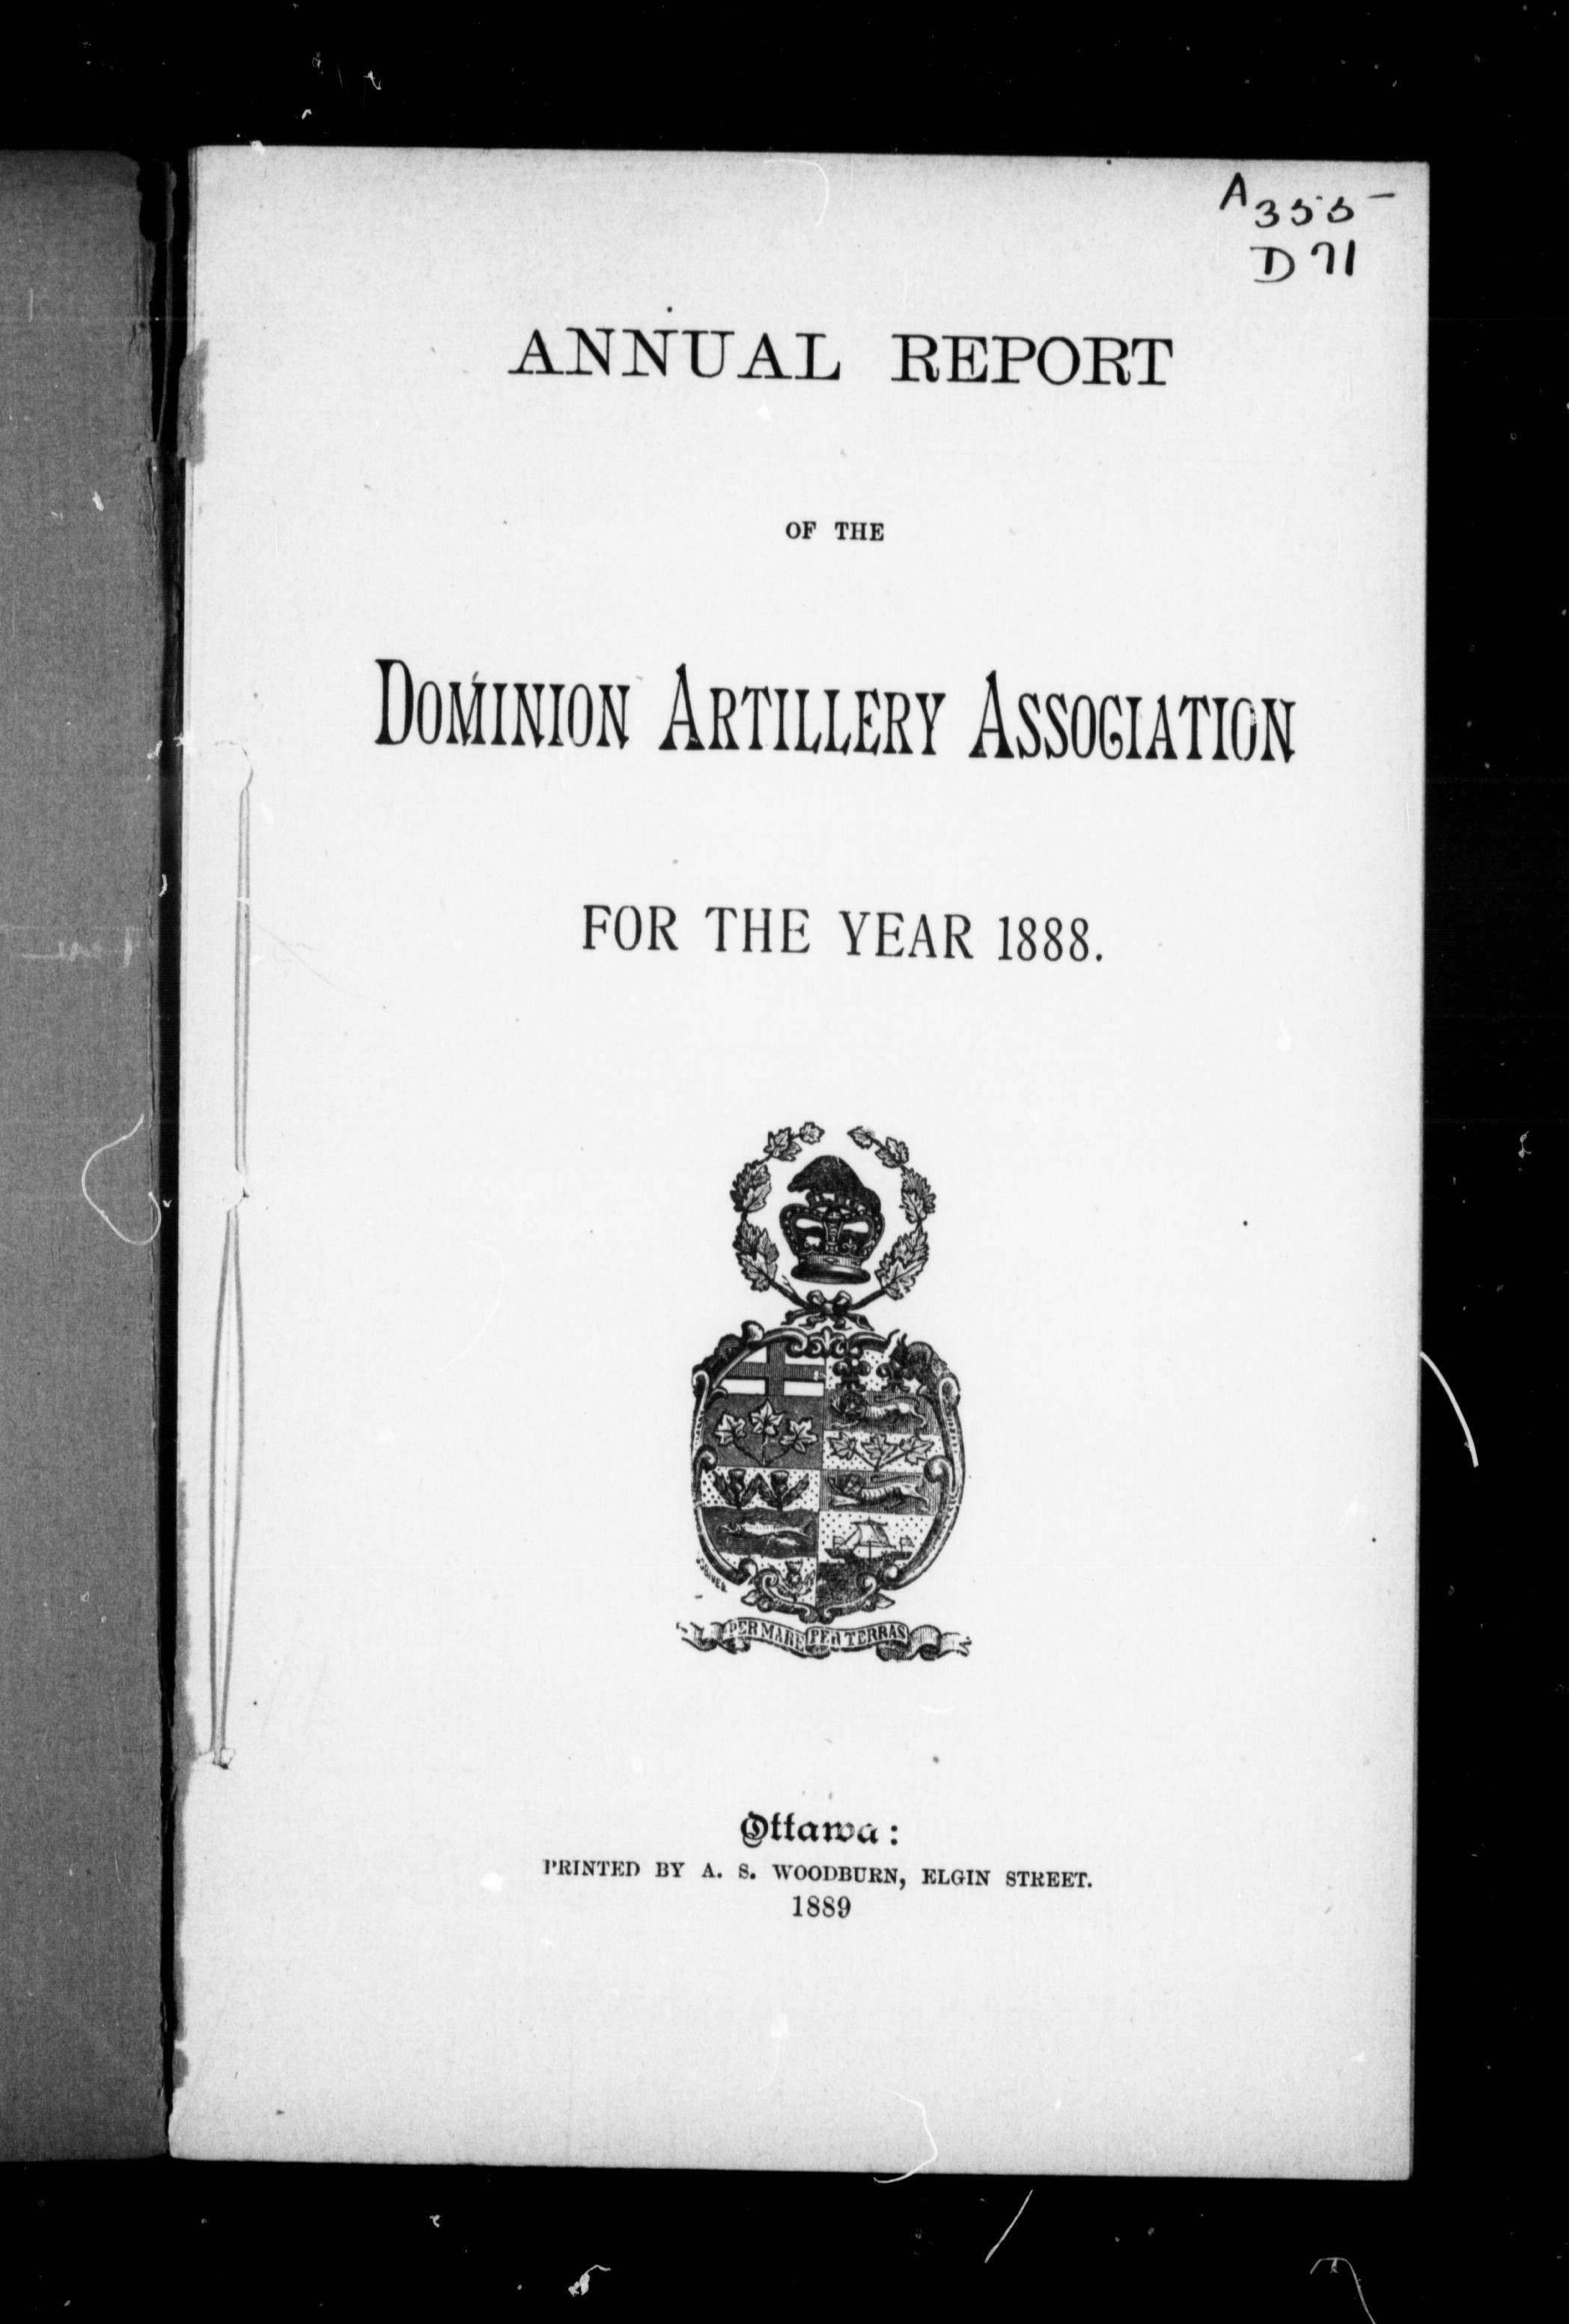 A 355
D71
ANNUAL REPORT
OF THE
DOMINION ARTILLERY ASSOCIATION
FOR THE YEAR 1888.
PER MARE PER TERRAS
Ottawa:
PRINTED BY A. S. WOODBURN, ELGIN STREET.
1889